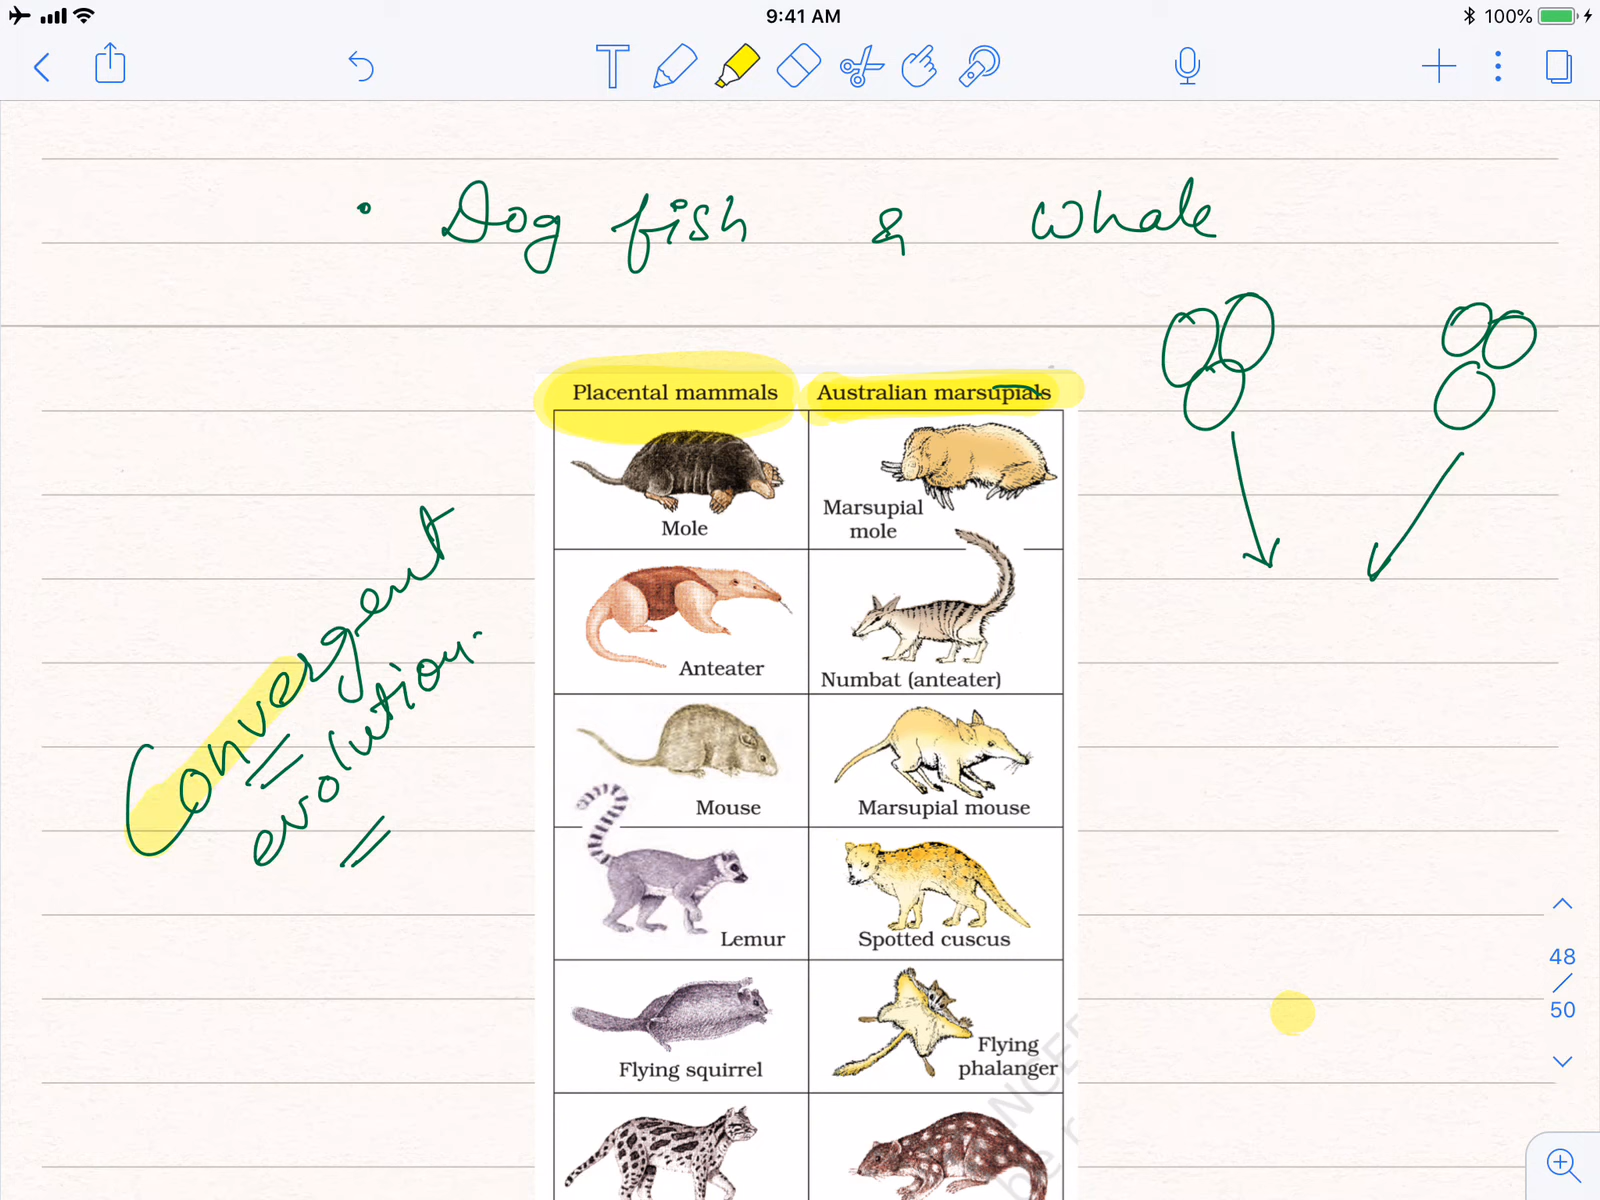 9:41 AM
100%
• Dog fish & whale
Placental mammals Australian marsupials
Mole
Marsupial
mole
Anteater
Numbat (anteater)
Mouse
Marsupial mouse
Lemur
Spotted cuscus
Flying squirrel
Flying
phalanger
Convergent
evolution.
48
/
50